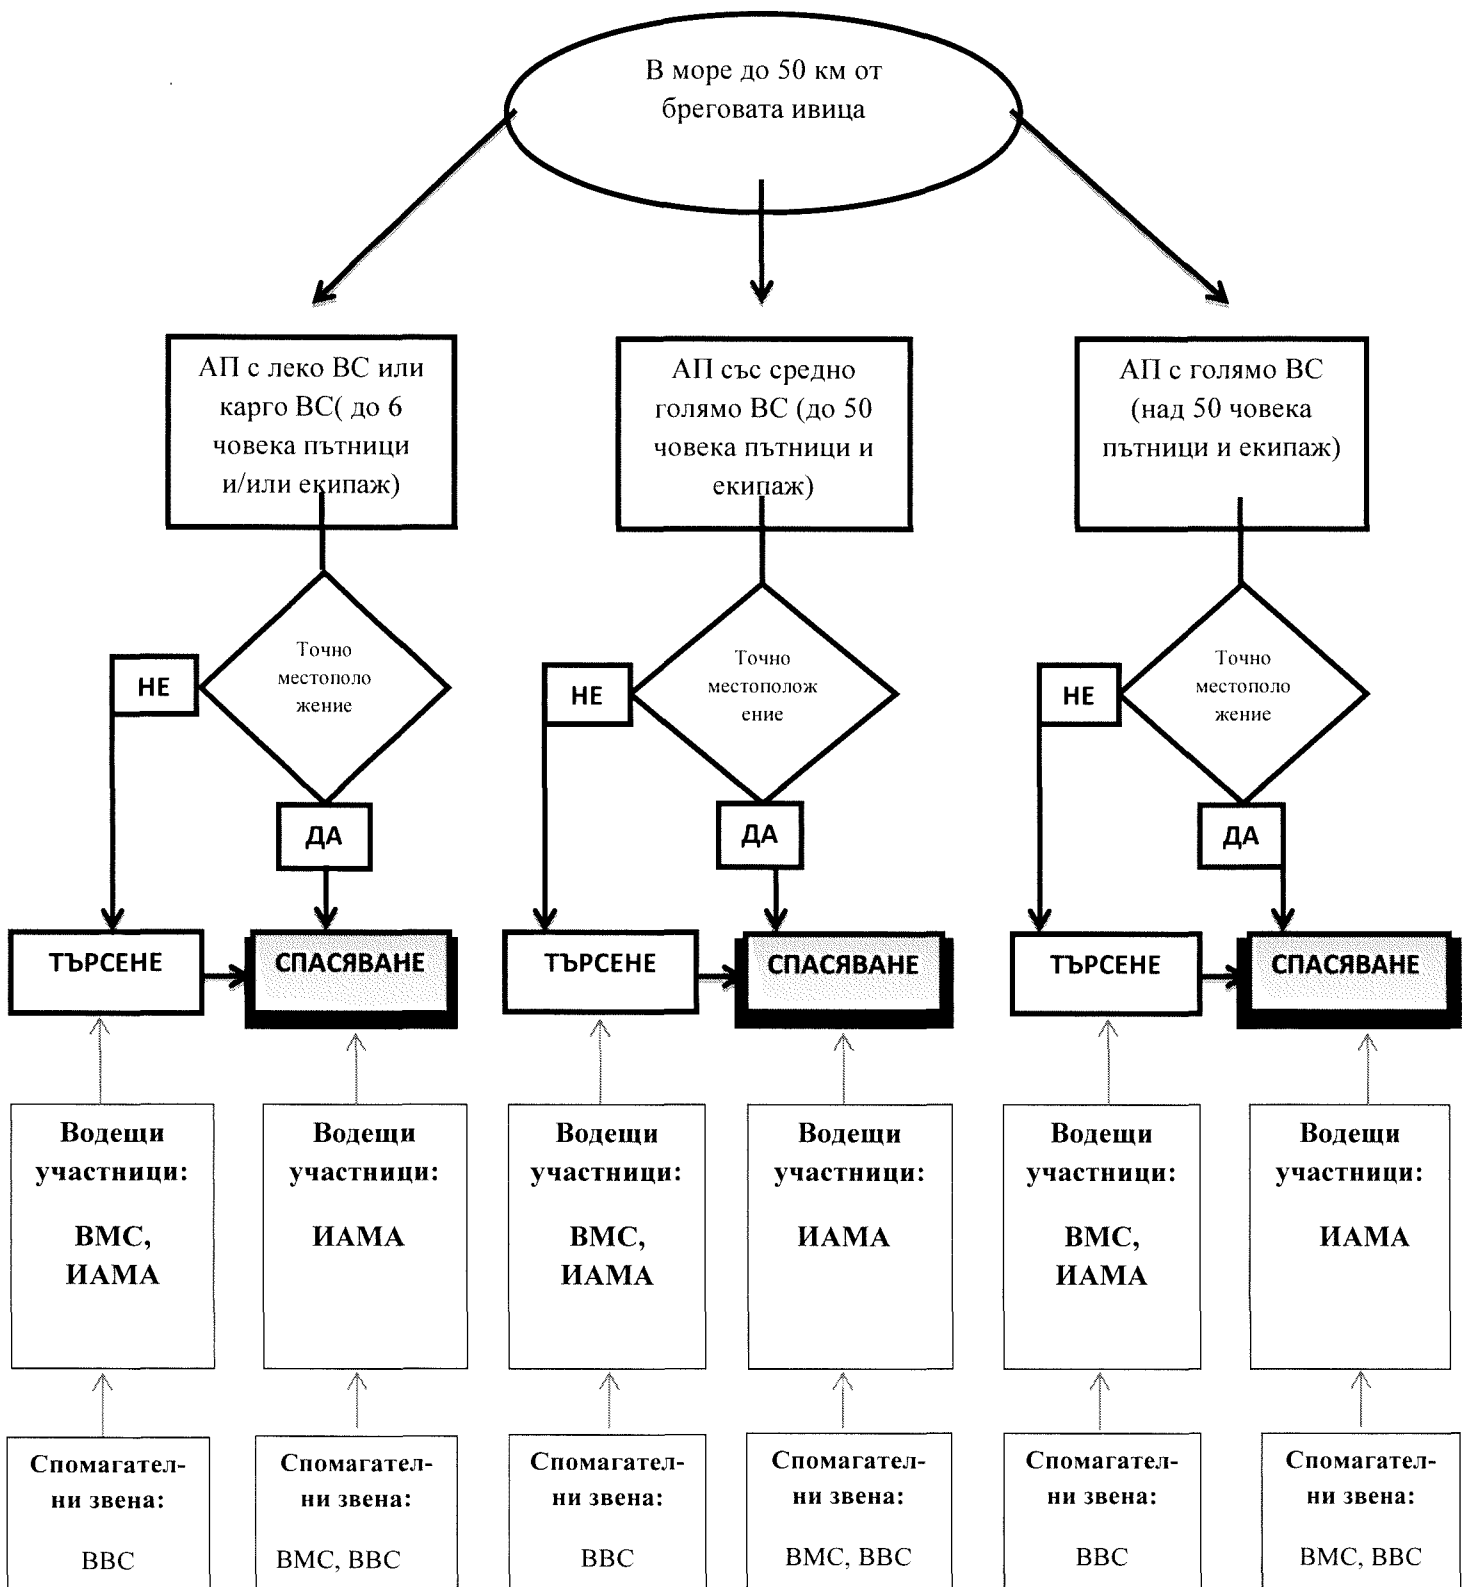 В море до 50 км от
бреговата ивица
АП с леко ВС или
карго ВС( до 6
човека пътници
и/или екипаж)
АП със средно
голямо ВС (до 50
човека пътници и
екипаж)
АП с голямо ВС
(над 50 човека
пътници и екипаж)
Точно
местополо
жение
НЕ
ДА
Точно
местополож
ение
НЕ
ДА
Точно
местополо
жение
НЕ
ДА
ТЪРСЕНЕ
СПАСЯВАНЕ
ТЪРСЕНЕ
СПАСЯВАНЕ
ТЪРСЕНЕ
СПАСЯВАНЕ
Водещи
участници:
ВМС,
ИАМА
Водещи
участници:
ИАМА
Водещи
участници:
ВМС,
ИАМА
Водещи
участници:
ИАМА
Водещи
участници:
ВМС,
ИАМА
Водещи
участници:
ИАМА
Спомагател-
ни звена:
ВВС
Спомагател-
ни звена:
ВМС, ВВС
Спомагател-
ни звена:
ВВС
Спомагател-
ни звена:
ВМС, ВВС
Спомагател-
ни звена:
ВВС
Спомагател-
ни звена:
ВМС, ВВС